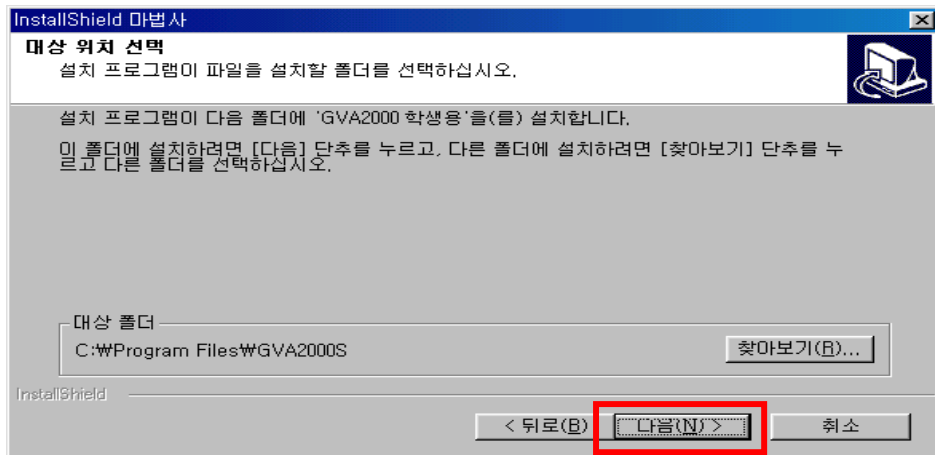 InstallShield 마법사
대상 위치 선택
설치 프로그램이 파일을 설치할 폴더를 선택하십시오.
설치 프로그램이 다음 폴더에 'GVA2000 학생용'을(를) 설치합니다.
이 폴더에 설치하려면 [다음] 단추를 누르고, 다른 폴더에 설치하려면 [찾아보기] 단추를 누
르고 다른 폴더를 선택하십시오.
대상 폴더
C:₩Program Files₩GVA2000S
찾아보기(R)...
InstallShield
< 뒤로(B)
다음(N) >
취소